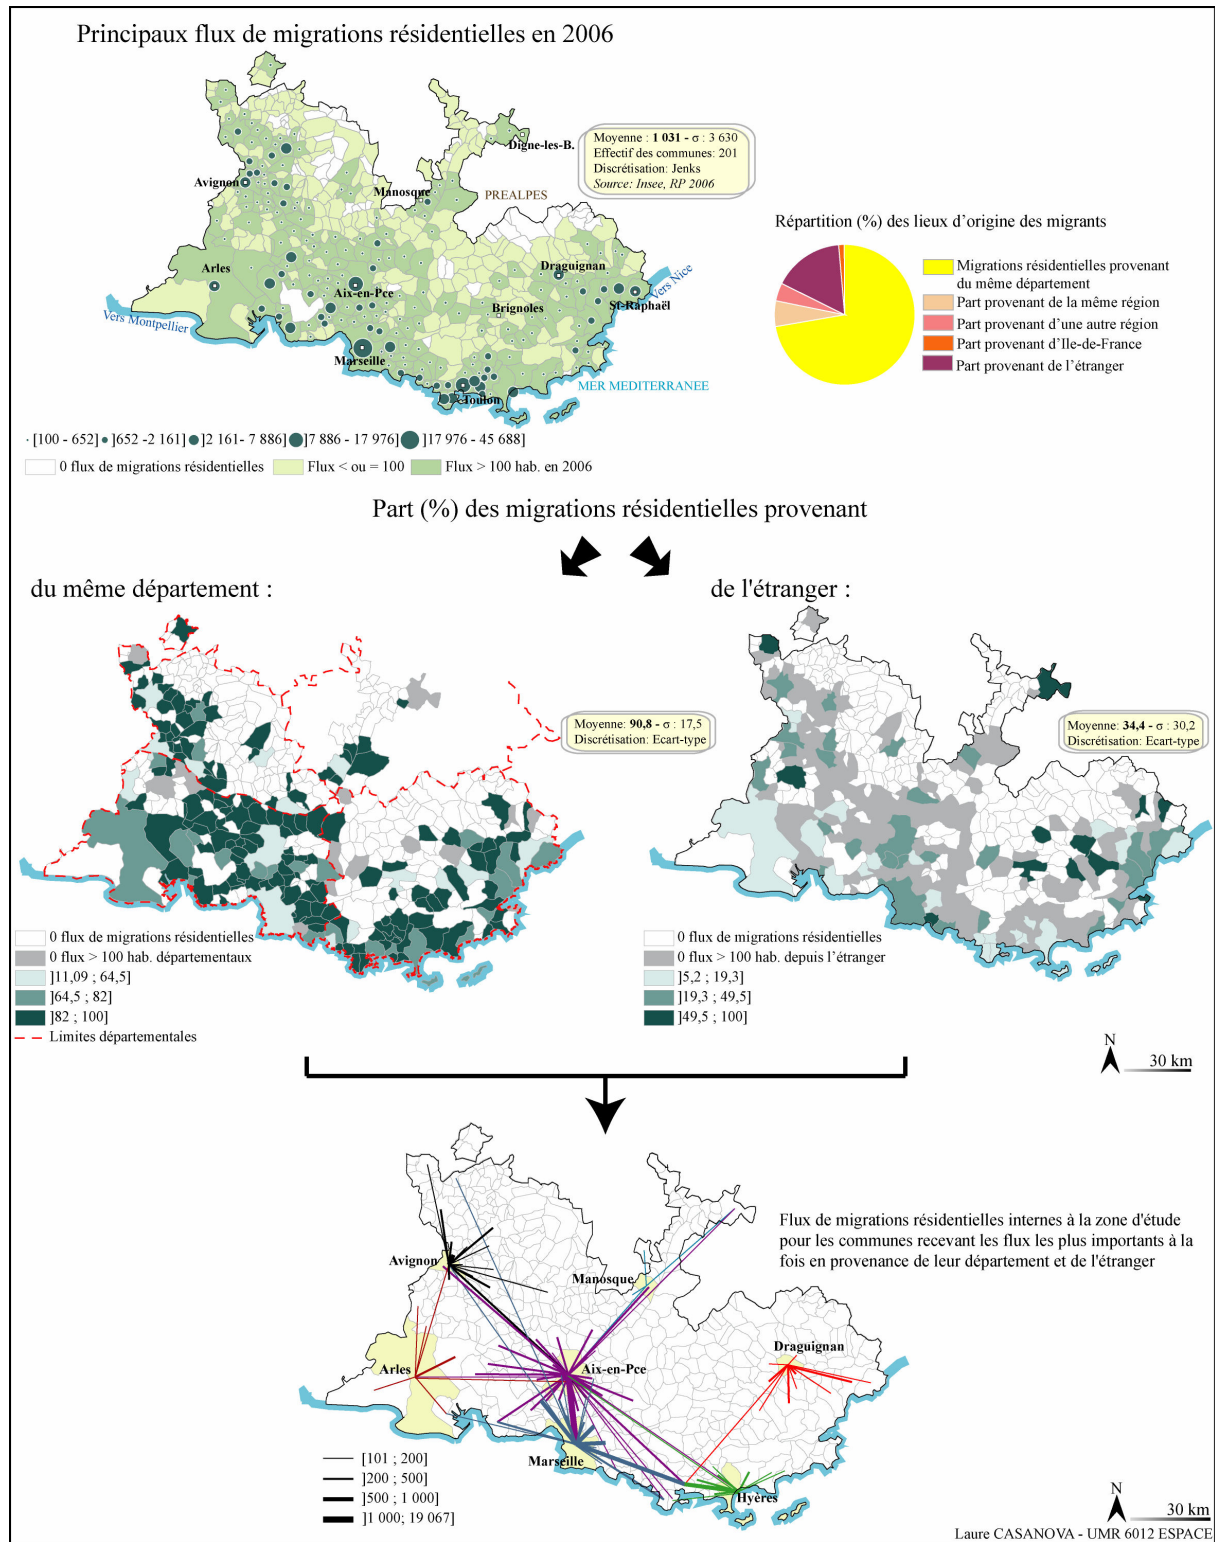 Principaux flux de migrations résidentielles en 2006
Digne-les-B.
Moyenne : 1 031 - σ : 3 630
Effectif des communes: 201
Discrétisation: Jenks
Source: Insee, RP 2006
Avignon
Manosque
PREALPES
Répartition (%) des lieux d'origine des migrants
Arles
Draguignan
Vers Nice
Aix-en-Pce
Brignoles
St-Raphaël
Vers Montpellier
Marseille
Toulon
MER MEDITERRANEE
Migrations résidentielles provenant
du même département
Part provenant de la même région
Part provenant d'une autre région
Part provenant d'Ile-de-France
Part provenant de l'étranger
[100 - 652] ]652 -2 161] ]2 161- 7 886] ]7 886 - 17 976] ]17 976 - 45 688]
0 flux de migrations résidentielles Flux < ou = 100 Flux > 100 hab. en 2006
Part (%) des migrations résidentielles provenant
du même département :
de l'étranger :
Moyenne: 90,8 - σ : 17,5
Discrétisation: Ecart-type
Moyenne: 34,4 - σ : 30,2
Discrétisation: Ecart-type
0 flux de migrations résidentielles
0 flux > 100 hab. départementaux
]11,09 ; 64,5]
]64,5 ; 82]
]82 ; 100]
Limites départementales
0 flux de migrations résidentielles
0 flux > 100 hab. depuis l'étranger
]5,2 ; 19,3]
]19,3 ; 49,5]
]49,5 ; 100]
N
30 km
Flux de migrations résidentielles internes à la zone d'étude
pour les communes recevant les flux les plus importants à la
fois en provenance de leur département et de l'étranger
Avignon
Manosque
Draguignan
Arles
Aix-en-Pce
Marseille
Hyères
[101 ; 200]
]200 ; 500]
]500 ; 1 000]
]1 000; 19 067]
N
30 km
Laure CASANOVA - UMR 6012 ESPACE